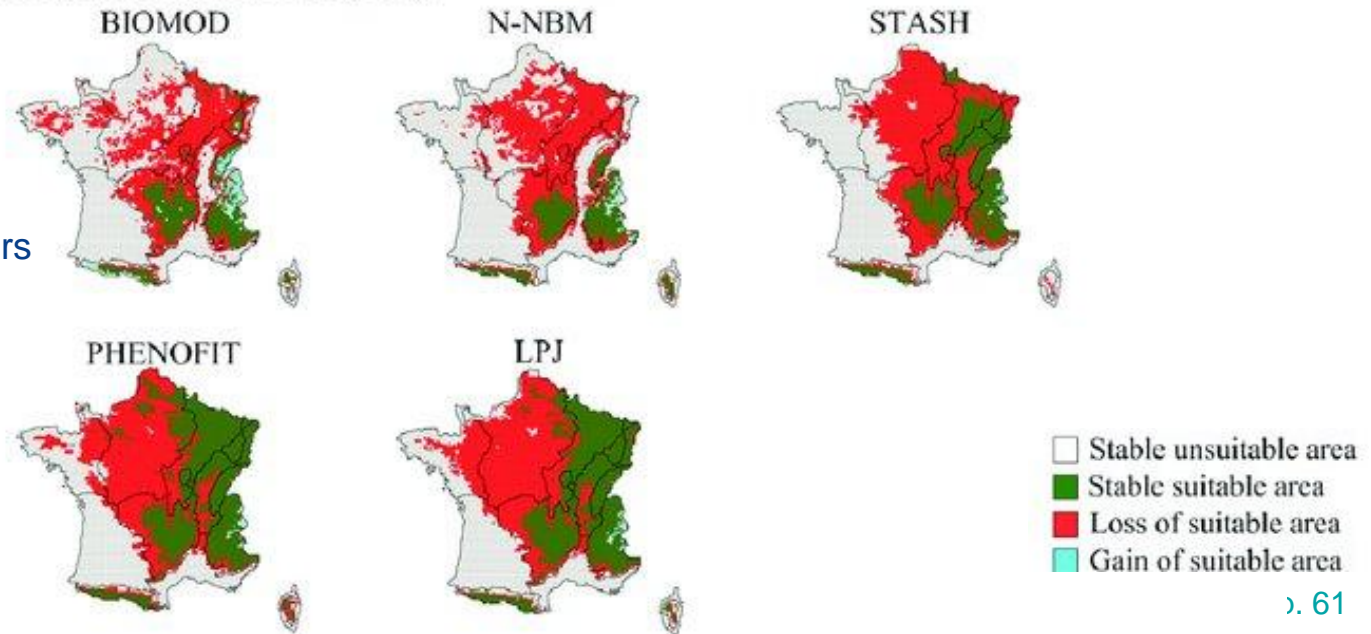 BIOMOD
N-NBM
STASH
rs
PHENOFIT
LPJ
Stable unsuitable area
Stable suitable area
Loss of suitable area
Gain of suitable area
. 61